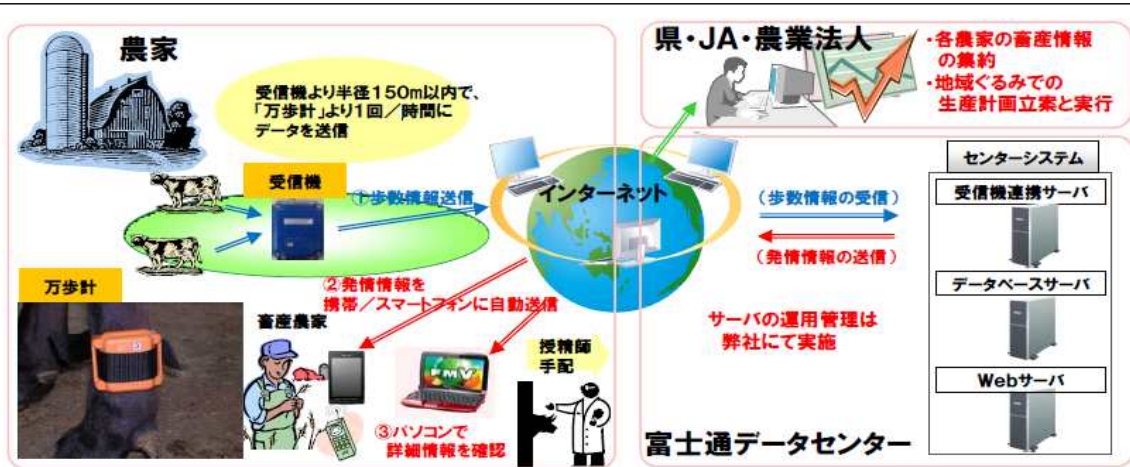 農家
受信機より半径150m以内で、
「万歩計」より1回／時間に
データを送信
受信機
①歩数情報送信
万歩計
②発情情報を
携帯／スマートフォンに自動送信
畜産農家
FMV
③パソコンで
詳細情報を確認
授精師
手配
インターネット
県・JA・農業法人
・各農家の畜産情報
の集約
・地域ぐるみでの
生産計画立案と実行
（歩数情報の受信）
（発情情報の送信）
サーバの運用管理は
弊社にて実施
富士通データセンター
センターシステム
受信機連携サーバ
データベースサーバ
Webサーバ